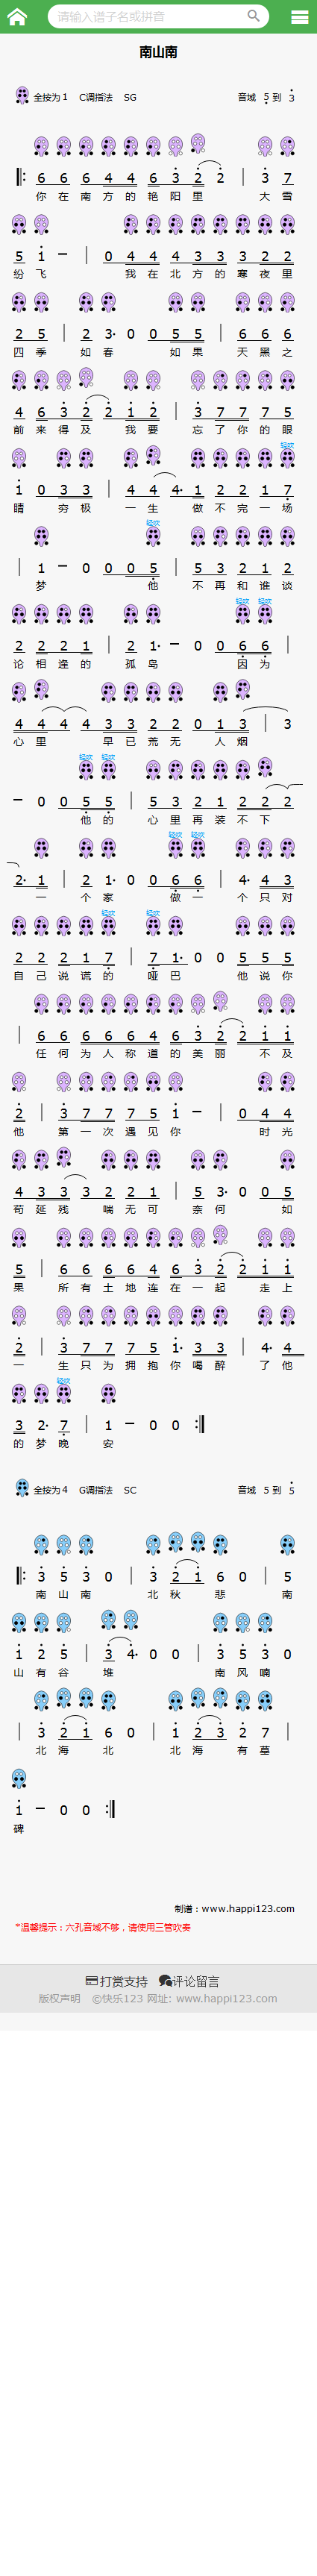 请输入谱子名或拼音
南山南
全按为1 C调指法 SG 音域 5 到 3
6 6 6 4 4 6 3 2 2 | 3 7
你 在 南 方 的 艳 阳 里 大 雪
5 1 - | 0 4 4 4 3 3 3 2 2
纷 飞 我 在 北 方 的 寒 夜 里
2 5 | 2 3· 0 0 5 5 | 6 6 6
四 季 如 春 如 果 天 黑 之
4 6 3 2 2 1 2 | 3 7 7 7 5
前 来 得 及 我 要 忘 了 你 的 眼
轻吹
1 0 3 3 | 4 4 4· 1 2 2 1 7
睛 穷 极 一 生 做 不 完 一 场
轻吹
| 1 - 0 0 0 5 | 5 3 2 1 2
梦 他 不 再 和 谁 谈
轻吹 轻吹
2 2 2 1 | 2 1· - 0 0 6 6 |
论 相 逢 的 孤 岛 因 为
4 4 4 4 3 3 2 2 0 1 3 | 3
心 里 早 已 荒 无 人 烟
轻吹 轻吹
- 0 0 5 5 | 5 3 2 1 2 2 2
他 的 心 里 再 装 不 下
轻吹 轻吹
2· 1 | 2 1· 0 0 6 6 | 4· 4 3
一 个 家 做 一 个 只 对
轻吹 轻吹
2 2 2 1 7 | 7 1· 0 0 5 5 5
自 己 说 谎 的 哑 巴 他 说 你
| 6 6 6 6 6 4 6 3 2 2 1 1
任 何 为 人 称 道 的 美 丽 不 及
2 | 3 7 7 7 5 1 - | 0 4 4
他 第 一 次 遇 见 你 时 光
4 3 3 3 2 2 1 | 5 3· 0 0 5
苟 延 残 喘 无 可 奈 何 如
5 | 6 6 6 6 4 6 3 2 2 1 1
果 所 有 土 地 连 在 一 起 走 上
2 | 3 7 7 7 5 1· 3 3 | 4· 4
一 生 只 为 拥 抱 你 喝 醉 了 他
轻吹
3 2· 7 | 1 - 0 0
的 梦 晚 安
全按为4 G调指法 SC 音域 5 到 5
3 5 3 0 | 3 2 1 6 0 | 5
南 山 南 北 秋 悲 南
1 2 5 | 3 4· 0 0 | 3 5 3 0
山 有 谷 堆 南 风 喃
| 3 2 1 6 0 | 1 2 3 2 7 |
北 海 北 北 海 有 墓
1 - 0 0
碑
制谱：www.happi123.com
*温馨提示：六孔音域不够，请使用三管吹奏
打赏支持 评论留言
版权声明 ©快乐123 网址: www.happi123.com